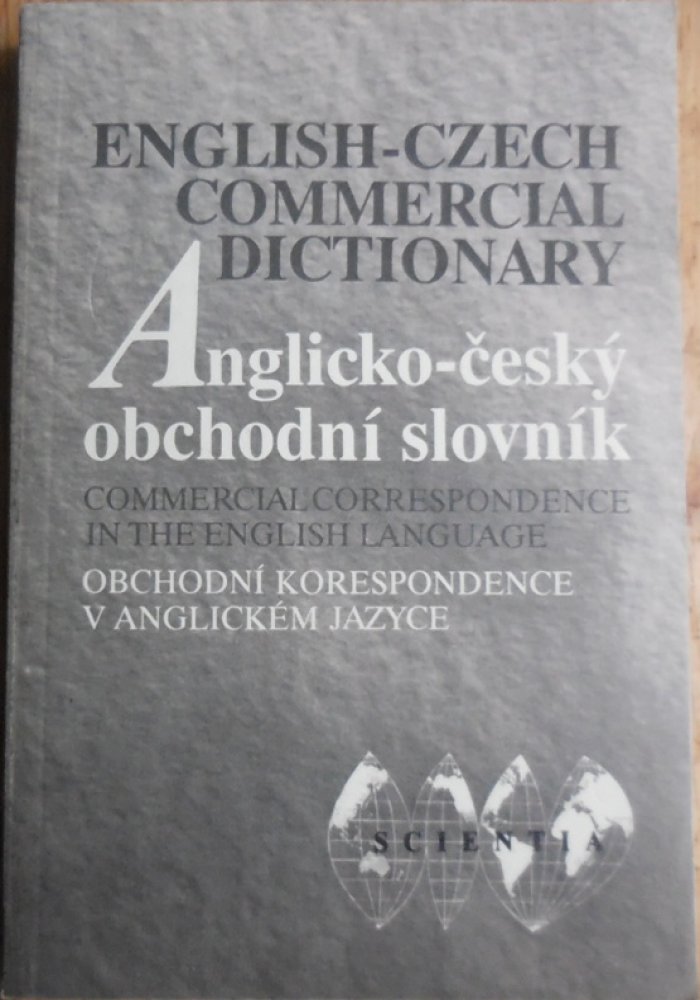 ENGLISH-CZECH
COMMERCIAL
DICTIONARY
Anglicko-český
obchodní slovník
COMMERCIAL CORRESPONDENCE
IN THE ENGLISH LANGUAGE
OBCHODNÍ KORESPONDENCE
V ANGLICKÉM JAZYCE
SCIENTIA